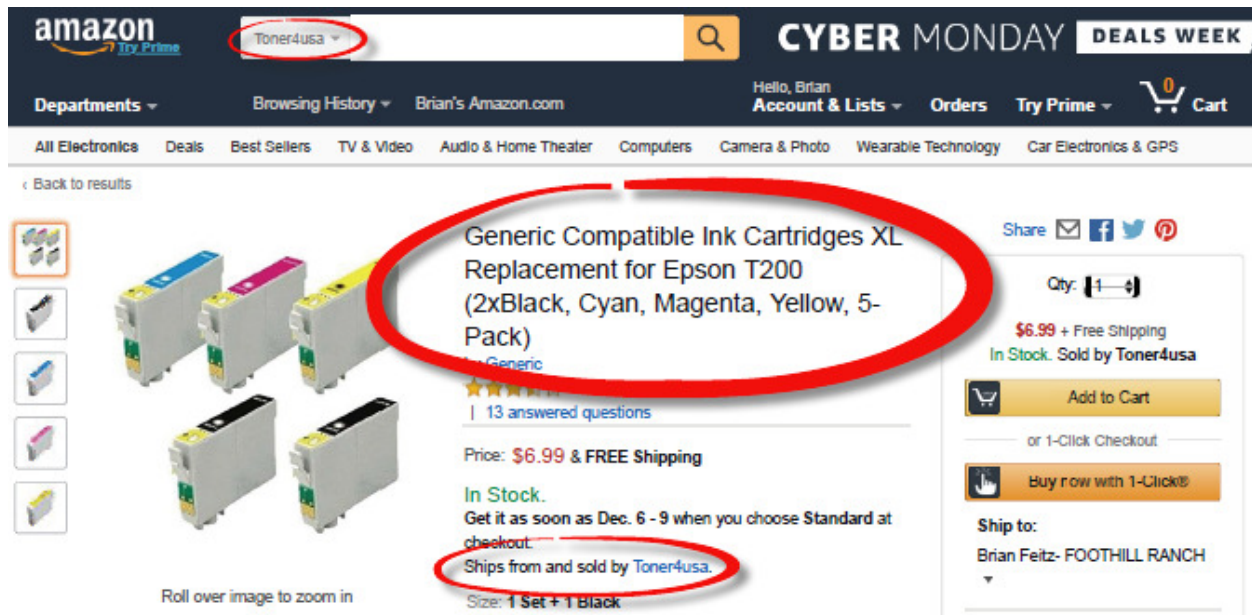 amazon
Try Prime
Toner4usa
CYBER MONDAY DEALS WEEK
Departments
Browsing History
Brian's Amazon.com
Hello, Brian
Account & Lists
Orders
Try Prime
0
Cart
All Electronics Deals Best Sellers TV & Video Audio & Home Theater Computers Camera & Photo Wearable Technology Car Electronics & GPS
‹ Back to results
Generic Compatible Ink Cartridges XL
Replacement for Epson T200
(2xBlack, Cyan, Magenta, Yellow, 5-
Pack)
by Generic
| 13 answered questions
Price: $6.99 & FREE Shipping
In Stock.
Get it as soon as Dec. 6 - 9 when you choose Standard at
checkout.
Ships from and sold by Toner4usa.
Size: 1 Set + 1 Black
Roll over image to zoom in
Share
Qty: 1
$6.99 + Free Shipping
In Stock. Sold by Toner4usa
Add to Cart
or 1-Click Checkout
Buy now with 1-Click®
Ship to:
Brian Feitz- FOOTHILL RANCH